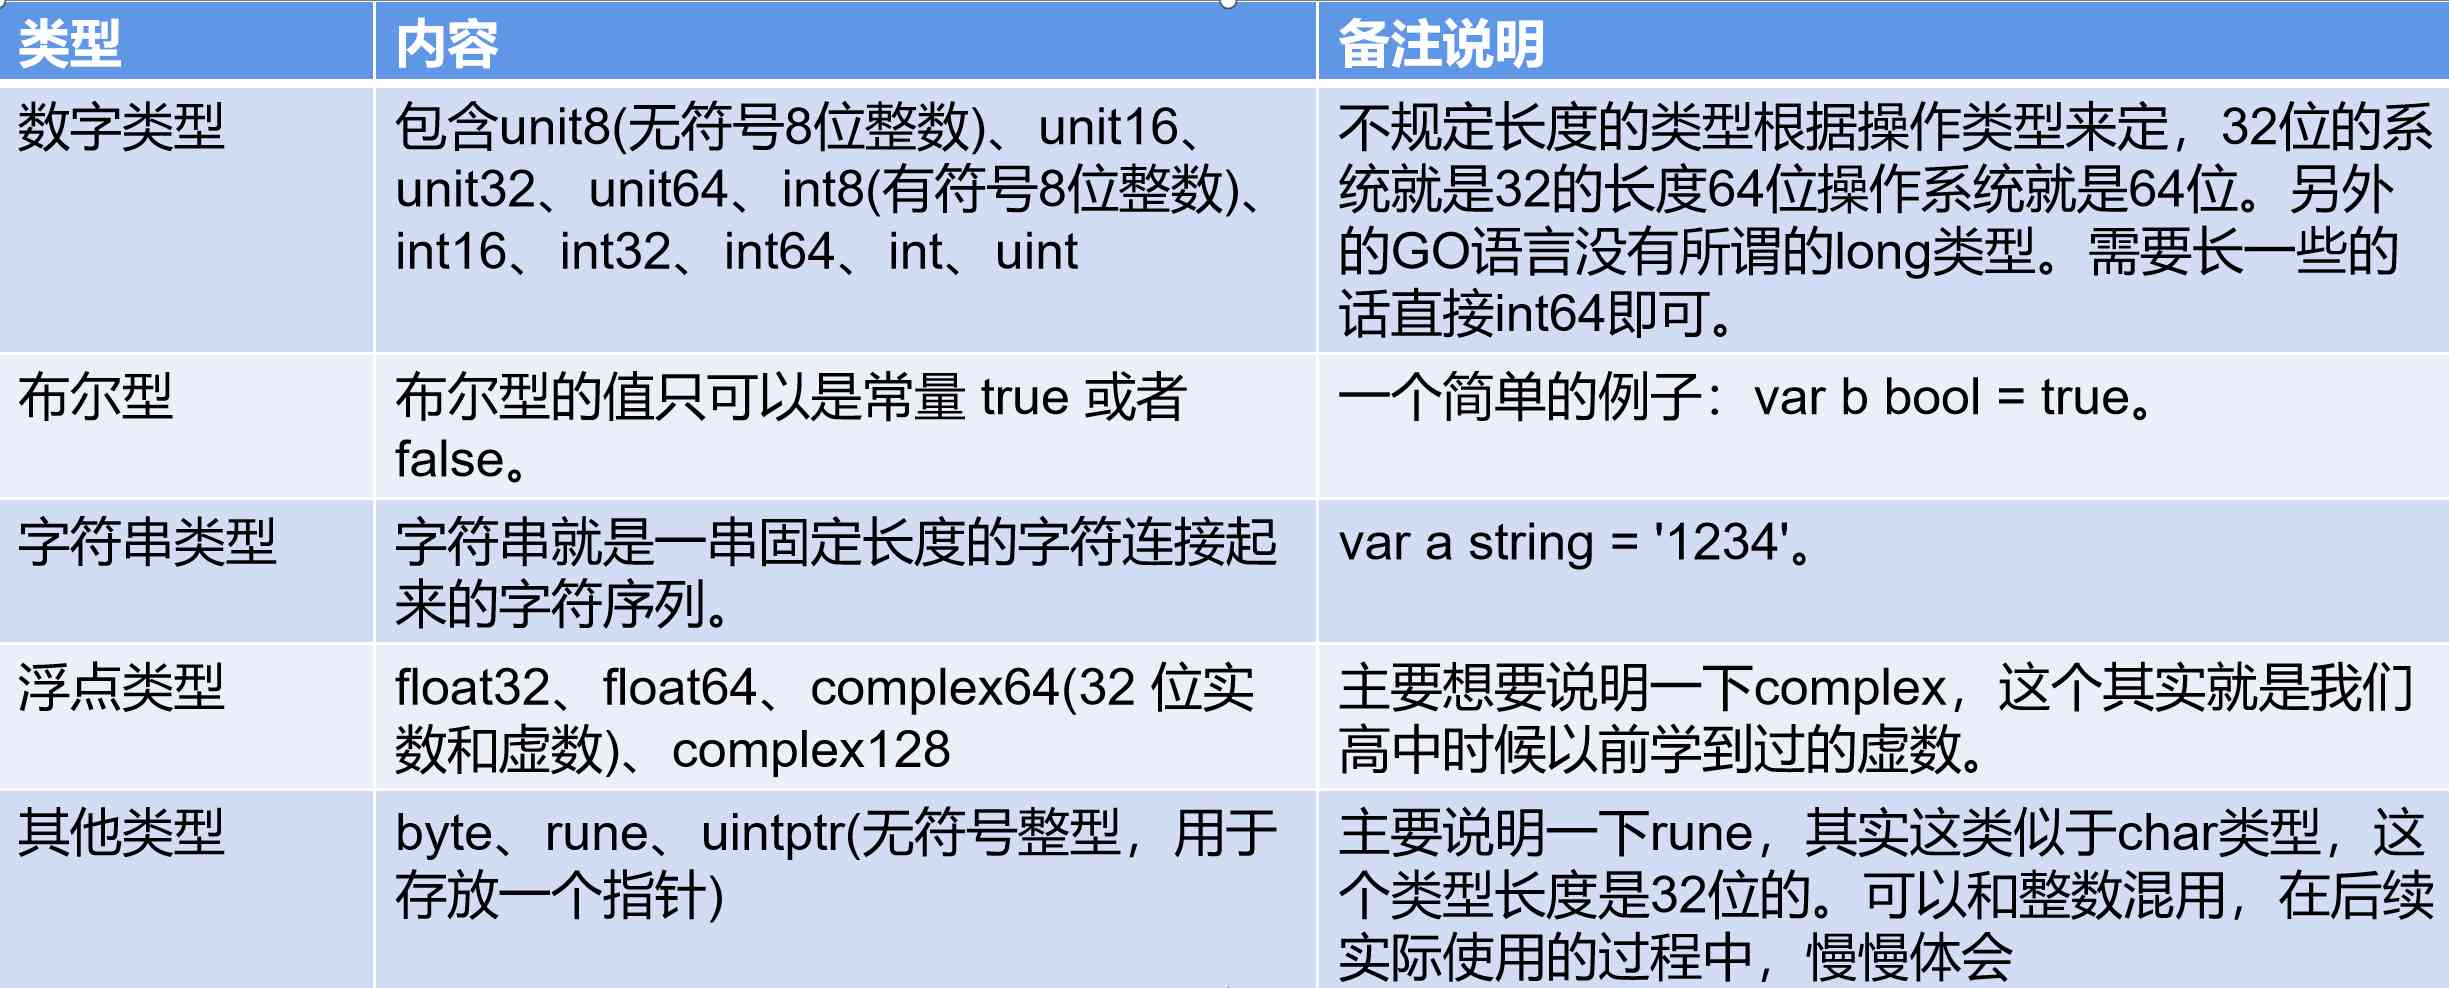 类型
内容
备注说明
数字类型
包含unit8(无符号8位整数)、unit16、
unit32、unit64、int8(有符号8位整数)、
int16、int32、int64、int、uint
不规定长度的类型根据操作类型来定，32位的系
统就是32的长度64位操作系统就是64位。另外
的GO语言没有所谓的long类型。需要长一些的
话直接int64即可。
布尔型
布尔型的值只可以是常量 true 或者
false。
一个简单的例子：var b bool = true。
字符串类型
字符串就是一串固定长度的字符连接起
来的字符序列。
var a string = '1234'。
浮点类型
float32、float64、complex64(32 位实
数和虚数)、complex128
主要想要说明一下complex，这个其实就是我们
高中时候以前学到过的虚数。
其他类型
byte、rune、uintptr(无符号整型，用于
存放一个指针)
主要说明一下rune，其实这类似于char类型，这
个类型长度是32位的。可以和整数混用，在后续
实际使用的过程中，慢慢体会